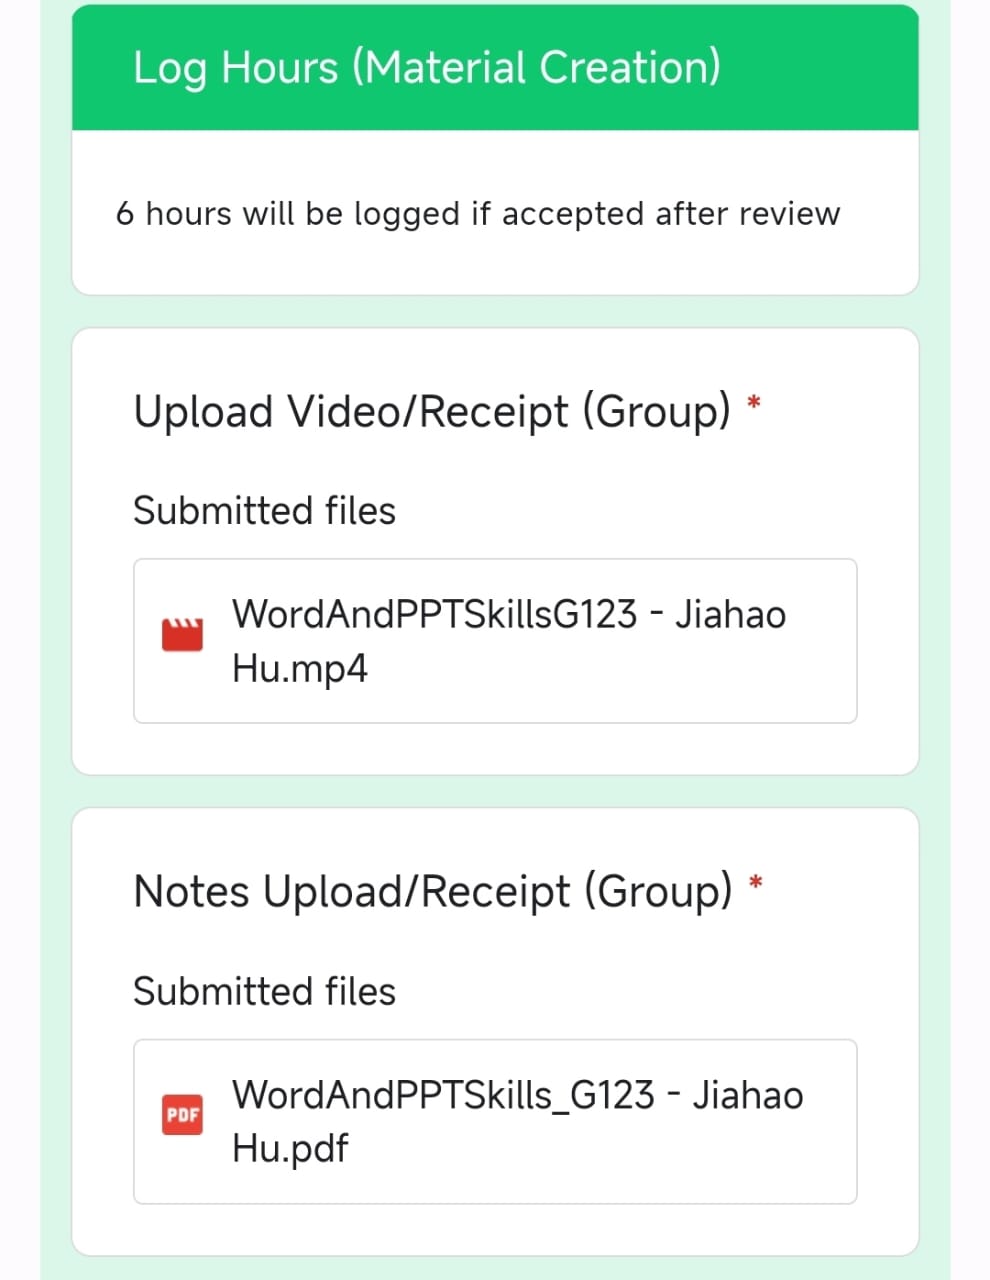 Log Hours (Material Creation)
6 hours will be logged if accepted after review
Upload Video/Receipt (Group) *
Submitted files
WordAndPPTSkillsG123 - Jiahao
Hu.mp4
Notes Upload/Receipt (Group) *
Submitted files
PDF
WordAndPPTSkills_G123 - Jiahao
Hu.pdf